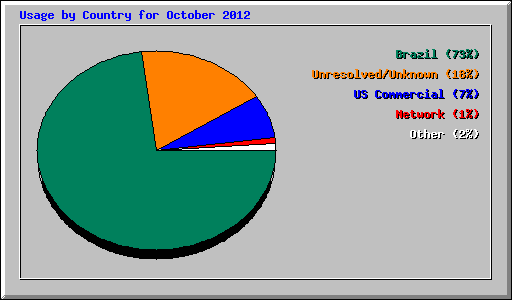 Usage by Country for October 2012
Brazil (73%)
Unresolved/Unknown (18%)
US Commercial (7%)
Network (1%)
Other (2%)